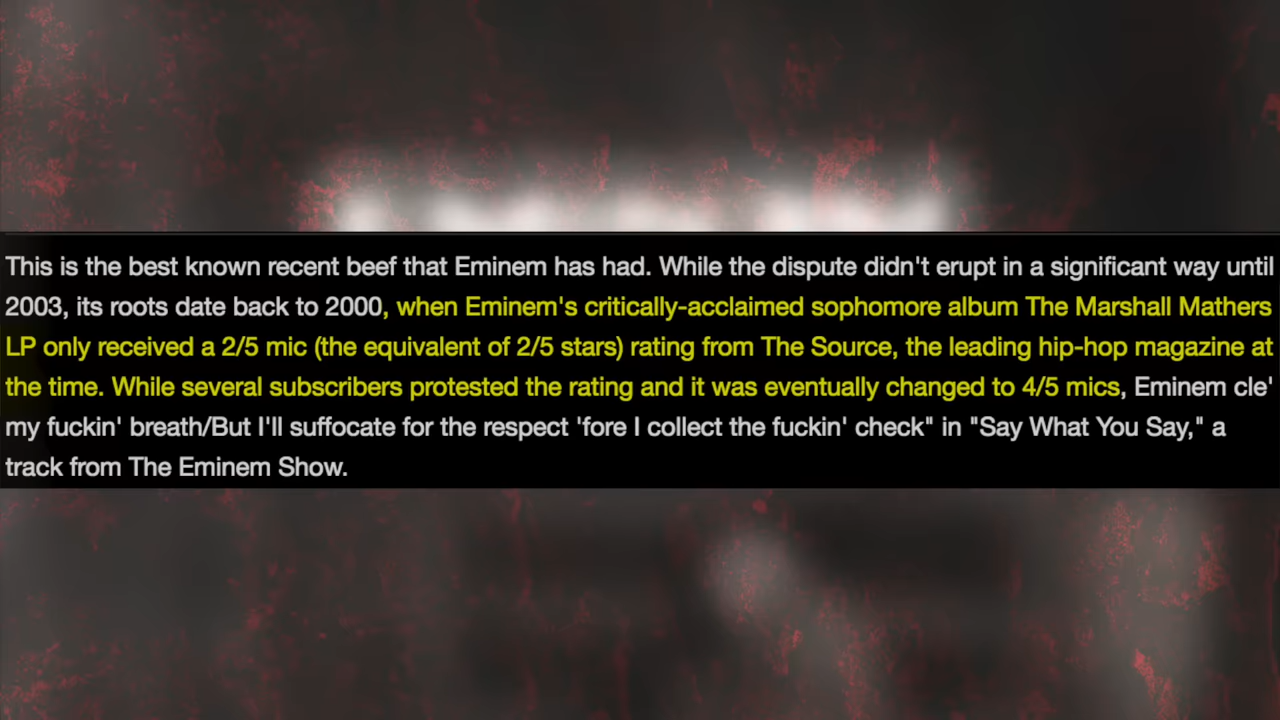 This is the best known recent beef that Eminem has had. While the dispute didn't erupt in a significant way until
2003, its roots date back to 2000, when Eminem's critically-acclaimed sophomore album The Marshall Mathers
LP only received a 2/5 mic (the equivalent of 2/5 stars) rating from The Source, the leading hip-hop magazine at
the time. While several subscribers protested the rating and it was eventually changed to 4/5 mics, Eminem cle'
my fuckin' breath/But I'll suffocate for the respect 'fore I collect the fuckin' check" in "Say What You Say," a
track from The Eminem Show.